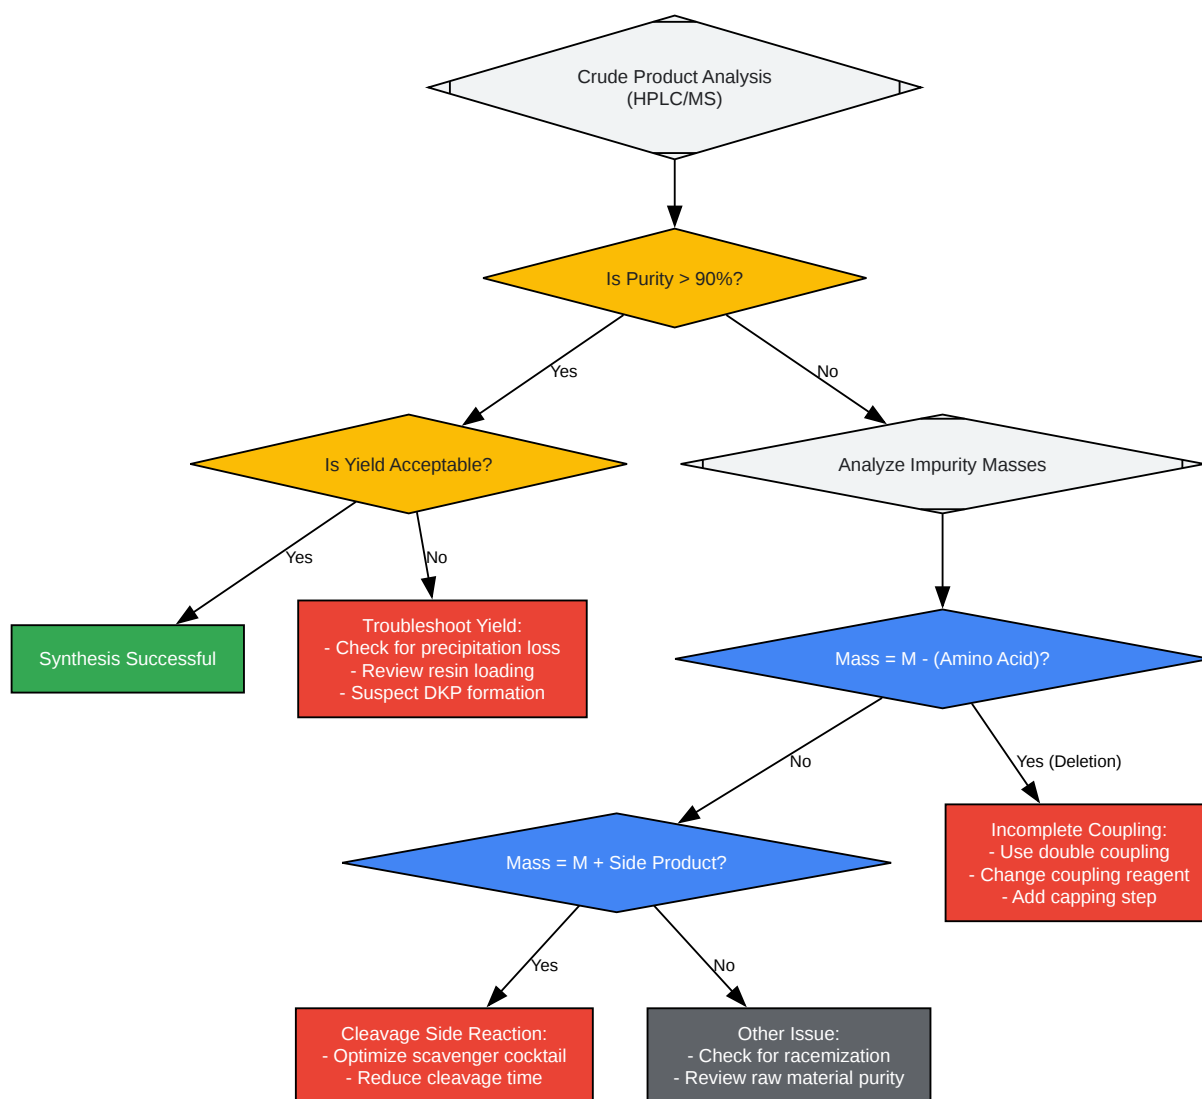 Crude Product Analysis
(HPLC/MS)
Is Purity > 90%?
Yes
No
Is Yield Acceptable?
Analyze Impurity Masses
Yes
No
Synthesis Successful
Troubleshoot Yield:
- Check for precipitation loss
- Review resin loading
- Suspect DKP formation
Mass = M - (Amino Acid)?
No
Yes (Deletion)
Mass = M + Side Product?
Incomplete Coupling:
- Use double coupling
- Change coupling reagent
- Add capping step
Yes
No
Cleavage Side Reaction:
- Optimize scavenger cocktail
- Reduce cleavage time
Other Issue:
- Check for racemization
- Review raw material purity